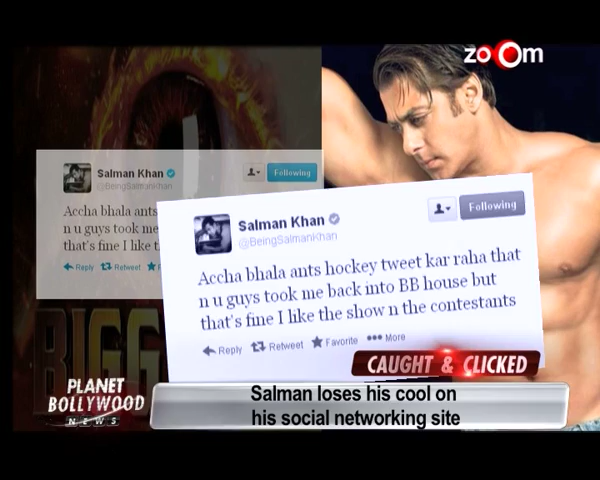 zoom
Salman Khan
@BeingSalmanKhan
Following
Accha bhala ants
n u guys took me
that's fine I like t
Reply Retweet F
Salman Khan
@BeingSalmanKhan
Following
Accha bhala ants hockey tweet kar raha that
n u guys took me back into BB house but
that's fine I like the show n the contestants
Reply Retweet Favorite More
CAUGHT & CLICKED
BIGG
PLANET
BOLLYWOOD
NEWS
Salman loses his cool on
his social networking site